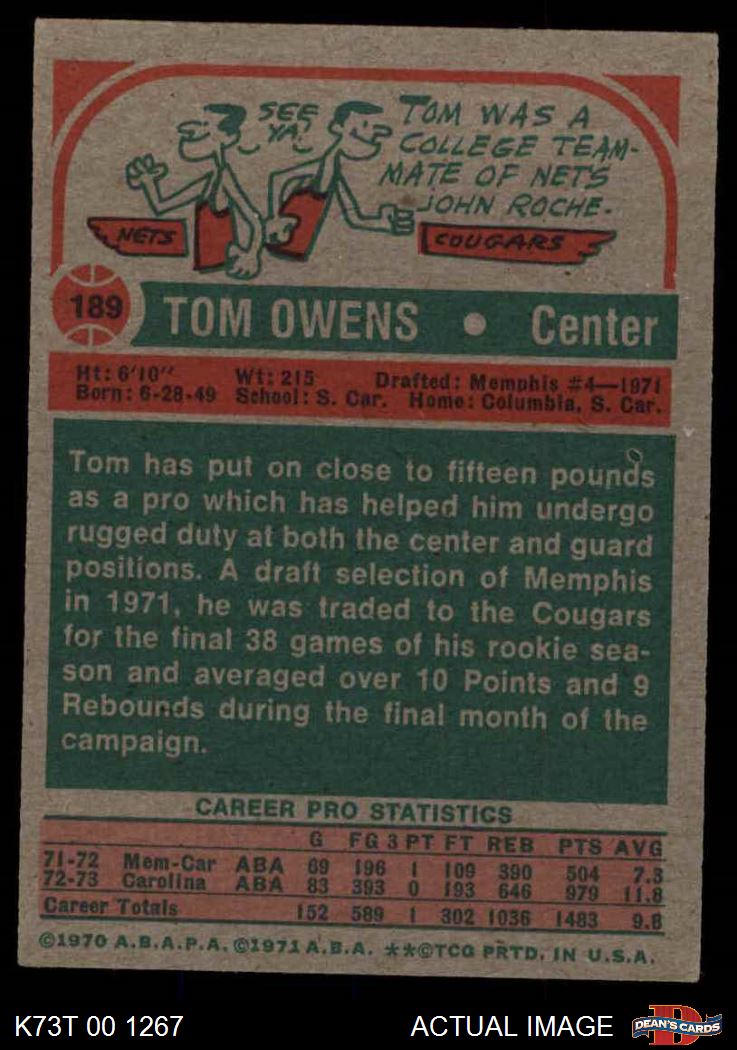 SEE
YA!
TOM WAS A
COLLEGE TEAM-
MATE OF NETS
JOHN ROCHE.
NETS
COUGARS
189
TOM OWENS • Center
Ht: 6'10" Wt: 215 Drafted: Memphis #4—1971
Born: 6-28-49 School: S. Car. Home: Columbia, S. Car.
Tom has put on close to fifteen pounds
as a pro which has helped him undergo
rugged duty at both the center and guard
positions. A draft selection of Memphis
in 1971, he was traded to the Cougars
for the final 38 games of his rookie sea-
son and averaged over 10 Points and 9
Rebounds during the final month of the
campaign.
CAREER PRO STATISTICS
G FG 3 PT FT REB PTS AVG
71-72 Mem-Car ABA 69 196 1 109 390 504 7.3
72-73 Carolina ABA 83 393 0 193 646 979 11.8
Career Totals 152 589 1 302 1036 1483 9.8
©1970 A.B.A.P.A. ©1971 A.B.A. **©TCG PRTD. IN U.S.A.
K73T 00 1267 ACTUAL IMAGE
DEAN'S CARDS